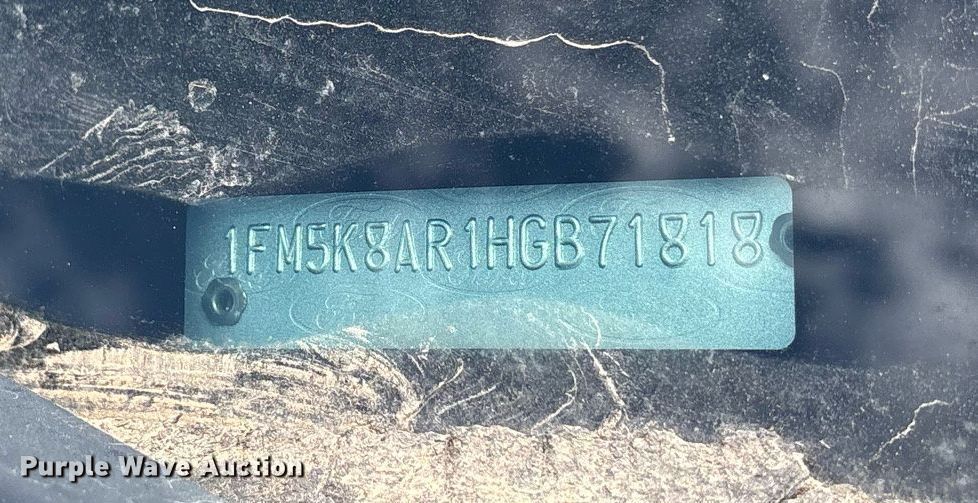 1FM5K8AR1HGB71818
Purple Wave Auction